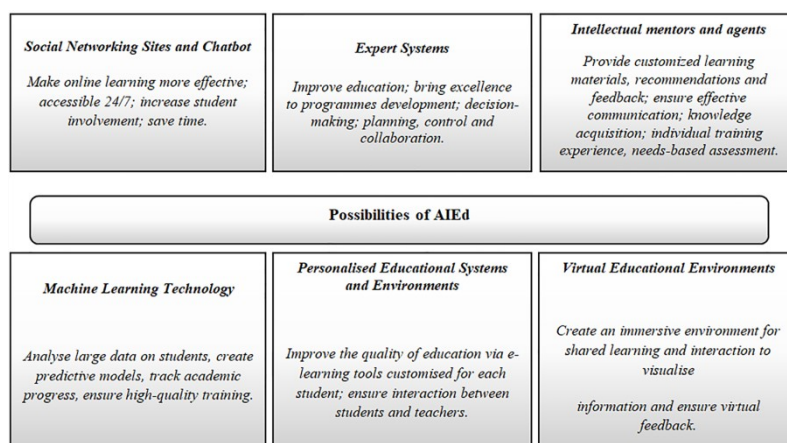 Social Networking Sites and Chatbot
Make online learning more effective;
accessible 24/7; increase student
involvement; save time.
Expert Systems
Improve education; bring excellence
to programmes development; decision-
making; planning, control and
collaboration.
Intellectual mentors and agents
Provide customized learning
materials, recommendations and
feedback; ensure effective
communication; knowledge
acquisition; individual training
experience, needs-based assessment.
Possibilities of AIEd
Machine Learning Technology
Analyse large data on students, create
predictive models, track academic
progress, ensure high-quality training.
Personalised Educational Systems
and Environments
Improve the quality of education via e-
learning tools customised for each
student; ensure interaction between
students and teachers.
Virtual Educational Environments
Create an immersive environment for
shared learning and interaction to
visualise
information and ensure virtual
feedback.